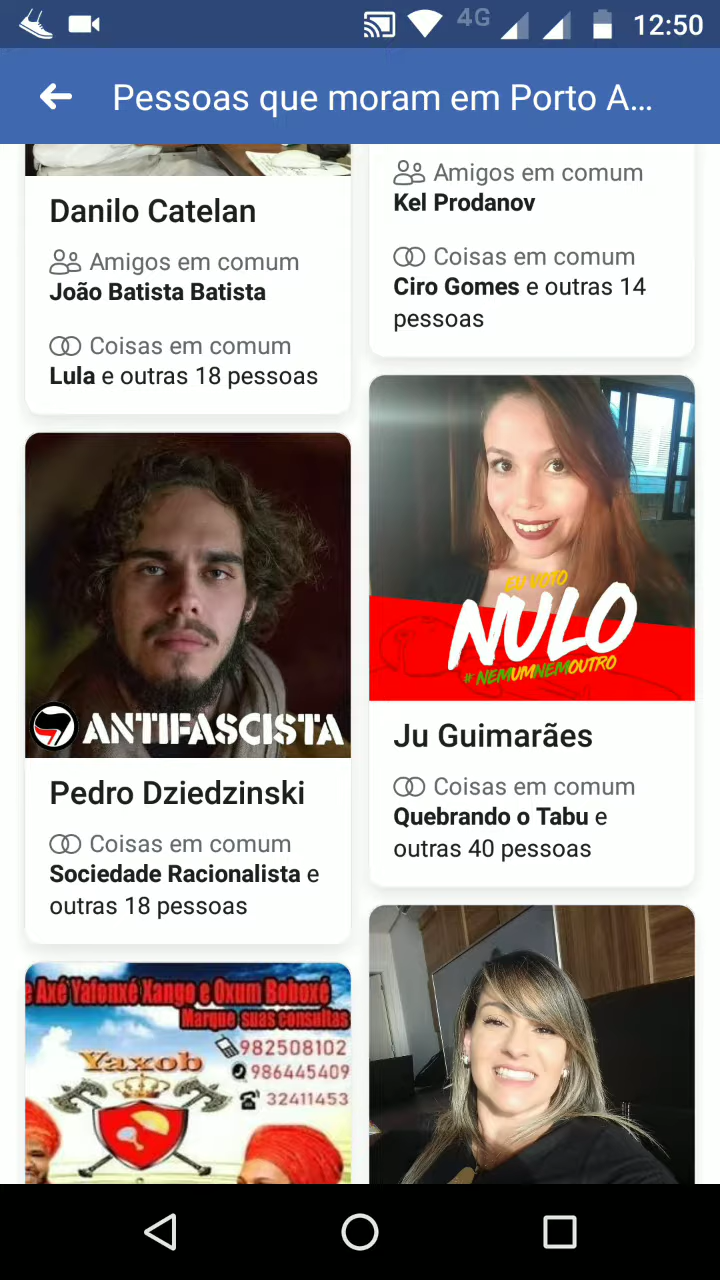 4G 12:50
Pessoas que moram em Porto A...
Danilo Catelan
Amigos em comum
João Batista Batista
Coisas em comum
Lula e outras 18 pessoas
Amigos em comum
Kel Prodanov
Coisas em comum
Ciro Gomes e outras 14
pessoas
ANTIFASCISTA
Pedro Dziedzinski
Coisas em comum
Sociedade Racionalista e
outras 18 pessoas
EU VOTO
NULO
#NEMUMNEMOUTRO
Ju Guimarães
Coisas em comum
Quebrando o Tabu e
outras 40 pessoas
e Axé Yafonxé Xango e Oxum Boboxé
Marque suas consultas
Yaxob
982508102
986445409
32411453